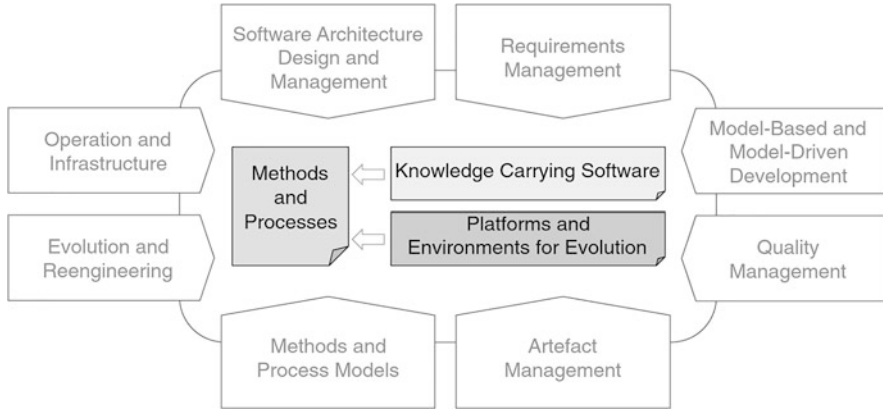 Software Architecture
Design and
Management
Requirements
Management
Operation and
Infrastructure
Model-Based and
Model-Driven
Development
Methods
and
Processes
Knowledge Carrying Software
Platforms and
Environments for Evolution
Evolution and
Reengineering
Quality
Management
Methods and
Process Models
Artefact
Management